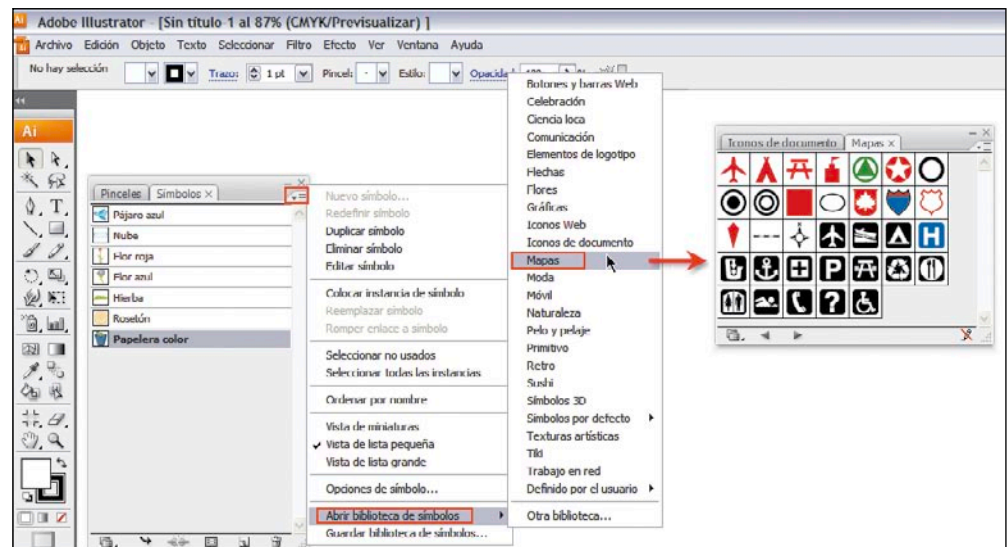 Adobe Illustrator - [Sin título-1 al 87% (CMYK/Previsualizar) ]
Archivo Edición Objeto Texto Seleccionar Filtro Efecto Ver Ventana Ayuda
No hay selección Trazo: 1 pt Pincel: Estilo:
Ai
Pinceles Símbolos
Pájaro azul
Nube
Flor roja
Flor azul
Hierba
Rosetón
Papelera color
Nuevo símbolo...
Redefinir símbolo
Duplicar símbolo
Eliminar símbolo
Editar símbolo
Colocar instancia de símbolo
Reemplazar símbolo
Romper enlace a símbolo
Seleccionar no usados
Seleccionar todas las instancias
Ordenar por nombre
Vista de miniaturas
Vista de lista pequeña
Vista de lista grande
Opciones de símbolo...
Abrir biblioteca de símbolos
Guardar biblioteca de símbolos...
Botones y barras Web
Celebración
Ciencia loca
Comunicación
Elementos de logotipo
Flechas
Flores
Gráficas
Iconos Web
Iconos de documento
Mapas
Moda
Móvil
Naturaleza
Pelo y pelaje
Primitivo
Retro
Sushi
Símbolos 3D
Símbolos por defecto
Texturas artísticas
Tiki
Trabajo en red
Definido por el usuario
Otra biblioteca...
Iconos de documento Mapas
H
P
?